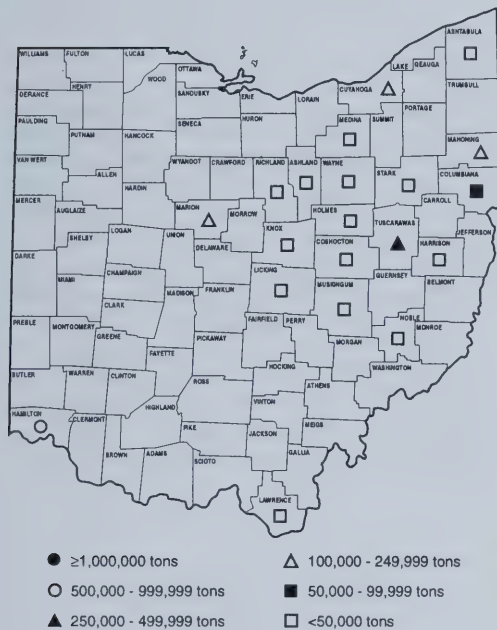 ASHTABULA
WILLIAMS FULTON LUCAS
LAKE GEAUGA
OTTAWA
WOOD
CUYAHOGA
TRUMBULL
HENRY SANDUSKY ERIE LORAIN
DEFIANCE
PORTAGE
MEDINA SUMMIT
SENECA HURON
PAULDING
MAHONING
PUTNAM HANCOCK
VAN WERT WYANDOT CRAWFORD RICHLAND ASHLAND WAYNE STARK COLUMBIANA
ALLEN
HARDIN CARROLL
MERCER MARION HOLMES
AUGLAIZE MORROW TUSCARAWAS JEFFERSON
LOGAN KNOX
SHELBY UNION COSHOCTON HARRISON
DELAWARE
DARKE LICKING
CHAMPAIGN GUERNSEY
MIAMI MUSKINGUM BELMONT
MADISON FRANKLIN
CLARK NOBLE
PREBLE MONTGOMERY FAIRFIELD PERRY MONROE
GREENE PICKAWAY MORGAN
FAYETTE WASHINGTON
HOCKING
BUTLER WARREN CLINTON ROSS ATHENS
VINTON
HAMILTON HIGHLAND
CLERMONT PIKE MEIGS
JACKSON
BROWN ADAMS SCIOTO GALLIA
LAWRENCE
≥1,000,000 tons
500,000 - 999,999 tons
250,000 - 499,999 tons
100,000 - 249,999 tons
50,000 - 99,999 tons
<50,000 tons